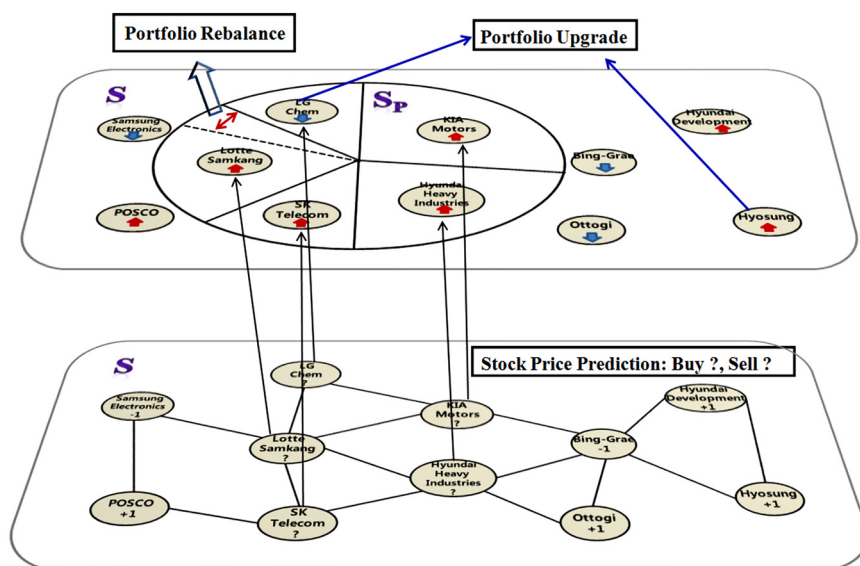 Portfolio Rebalance
Portfolio Upgrade
S
Samsung
Electronics
LG
Chem
SP
KIA
Motors
Hyundai
Development
Lotte
Samkang
Bing-Grae
Hyundai
Heavy
Industries
POSCO
SK
Telecom
Ottogi
Hyosung
S
Stock Price Prediction: Buy ?, Sell ?
LG
Chem
?
Samsung
Electronics
-1
KIA
Motors
?
Hyundai
Development
+1
Lotte
Samkang
?
Bing-Grae
-1
Hyundai
Heavy
Industries
?
POSCO
+1
SK
Telecom
?
Ottogi
+1
Hyosung
+1